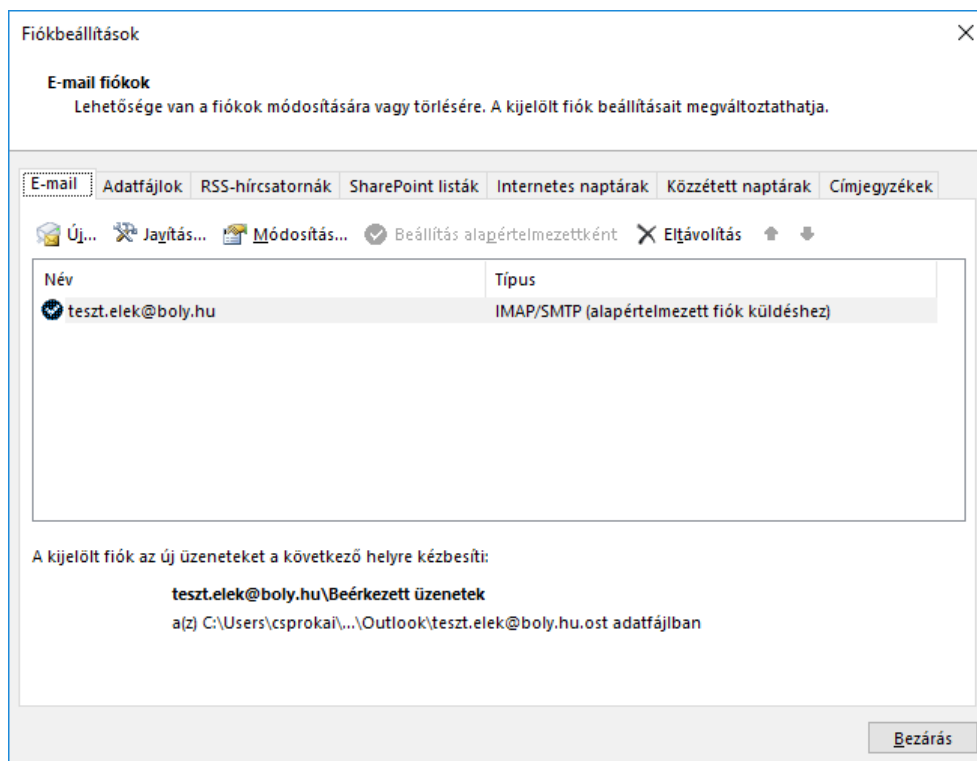 Fiókbeállítások
E-mail fiókok
Lehetősége van a fiókok módosítására vagy törlésére. A kijelölt fiók beállításait megváltoztathatja.
E-mail Adatfájlok RSS-hírcsatornák SharePoint listák Internetes naptárak Közzétett naptárak Címjegyzékek
Új... Javítás... Módosítás... Beállítás alapértelmezettként Eltávolítás
Név Típus
teszt.elek@boly.hu IMAP/SMTP (alapértelmezett fiók küldéshez)
A kijelölt fiók az új üzeneteket a következő helyre kézbesíti:
teszt.elek@boly.hu\Beérkezett üzenetek
a(z) C:\Users\csprokai\...\Outlook\teszt.elek@boly.hu.ost adatfájlban
Bezárás